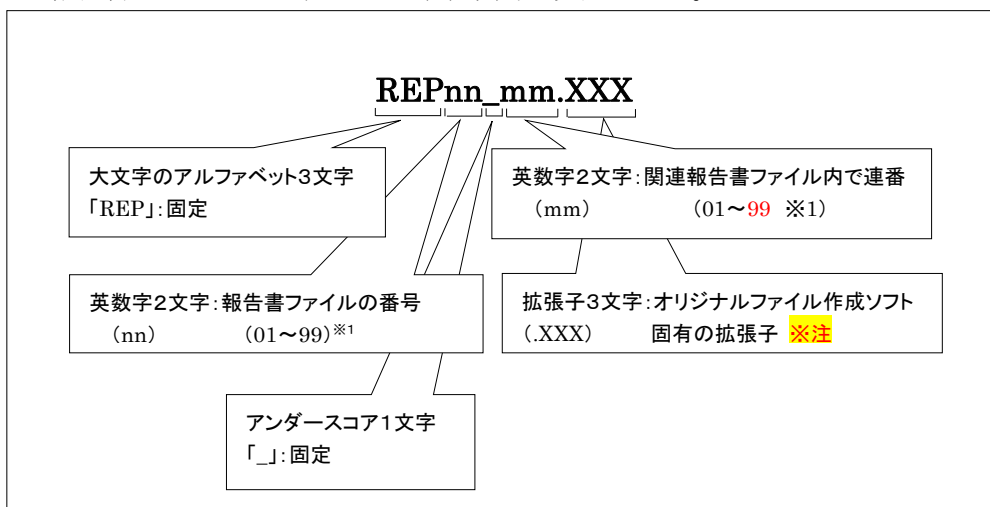 REPnn_mm.XXX
大文字のアルファベット3文字
「REP」:固定
英数字2文字:関連報告書ファイル内で連番
(mm) (01～99 ※1)
英数字2文字:報告書ファイルの番号
(nn) (01～99)※1
拡張子3文字:オリジナルファイル作成ソフト
(.XXX) 固有の拡張子 ※注
アンダースコア1文字
「_」:固定